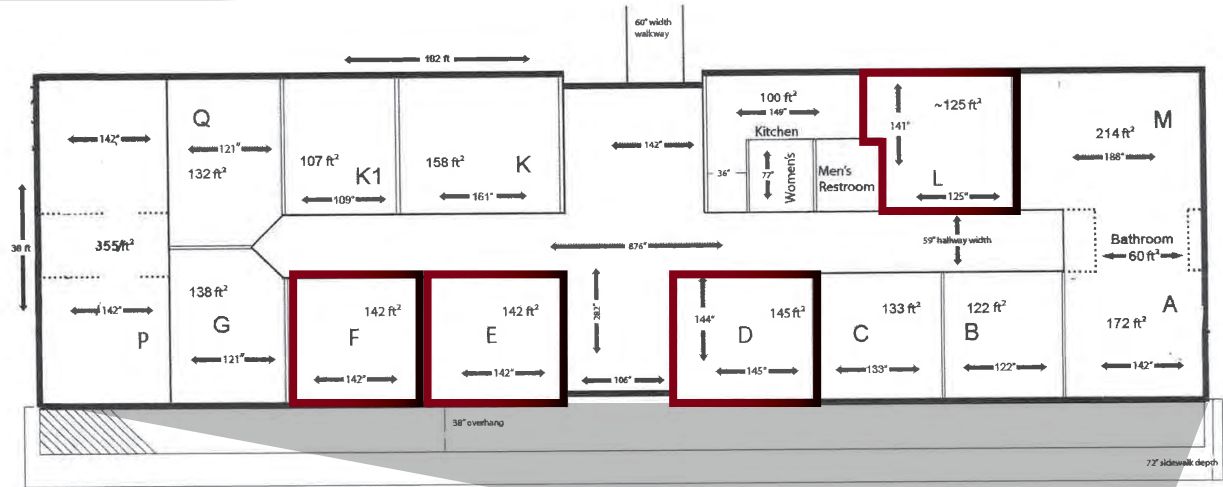 60" width
walkway
102 ft
142"
Q
121"
132 ft²
107 ft²
K1
109"
158 ft²
K
161"
142"
100 ft²
149"
Kitchen
36"
77"
Women's
Men's
Restroom
~125 ft²
141"
L
125"
M
214 ft²
188"
38 ft
355/ft²
142"
P
138 ft²
G
121"
142 ft²
F
142"
142 ft²
E
142"
876"
282"
106"
59" hallway width
144"
145 ft²
D
145"
133 ft²
C
133"
122 ft²
B
122"
Bathroom
60 ft²
A
172 ft²
142"
38" overhang
72" sidewalk depth